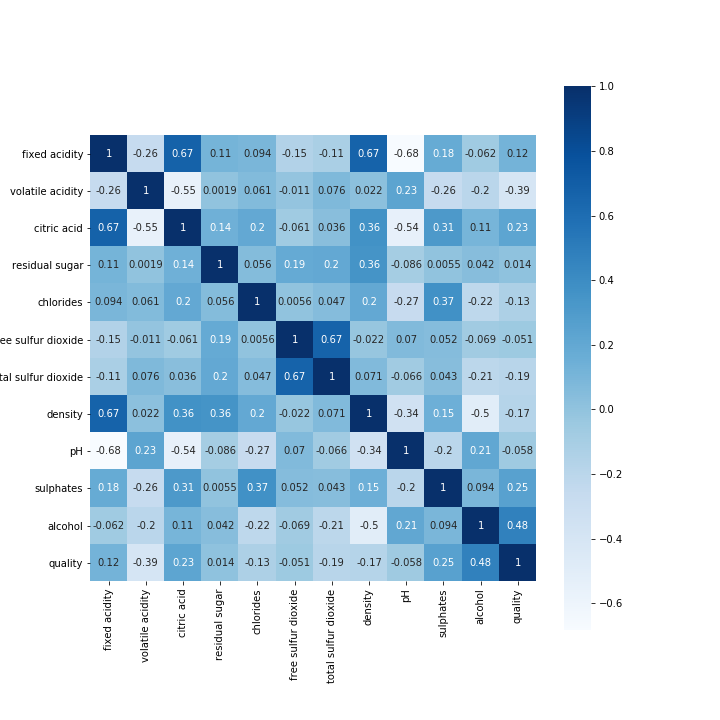 1.0
fixed acidity 1 -0.26 0.67 0.11 0.094 -0.15 -0.11 0.67 -0.68 0.18 -0.062 0.12
0.8
volatile acidity -0.26 1 -0.55 0.0019 0.061 -0.011 0.076 0.022 0.23 -0.26 -0.2 -0.39
citric acid 0.67 -0.55 1 0.14 0.2 -0.061 0.036 0.36 -0.54 0.31 0.11 0.23
0.6
residual sugar 0.11 0.0019 0.14 1 0.056 0.19 0.2 0.36 -0.086 0.0055 0.042 0.014
0.4
chlorides 0.094 0.061 0.2 0.056 1 0.0056 0.047 0.2 -0.27 0.37 -0.22 -0.13
ee sulfur dioxide -0.15 -0.011 -0.061 0.19 0.0056 1 0.67 -0.022 0.07 0.052 -0.069 -0.051
0.2
tal sulfur dioxide -0.11 0.076 0.036 0.2 0.047 0.67 1 0.071 -0.066 0.043 -0.21 -0.19
0.0
density 0.67 0.022 0.36 0.36 0.2 -0.022 0.071 1 -0.34 0.15 -0.5 -0.17
pH -0.68 0.23 -0.54 -0.086 -0.27 0.07 -0.066 -0.34 1 -0.2 0.21 -0.058
−0.2
sulphates 0.18 -0.26 0.31 0.0055 0.37 0.052 0.043 0.15 -0.2 1 0.094 0.25
alcohol -0.062 -0.2 0.11 0.042 -0.22 -0.069 -0.21 -0.5 0.21 0.094 1 0.48
−0.4
quality 0.12 -0.39 0.23 0.014 -0.13 -0.051 -0.19 -0.17 -0.058 0.25 0.48 1
−0.6
fixed acidity
volatile acidity
citric acid
residual sugar
chlorides
free sulfur dioxide
total sulfur dioxide
density
pH
sulphates
alcohol
quality